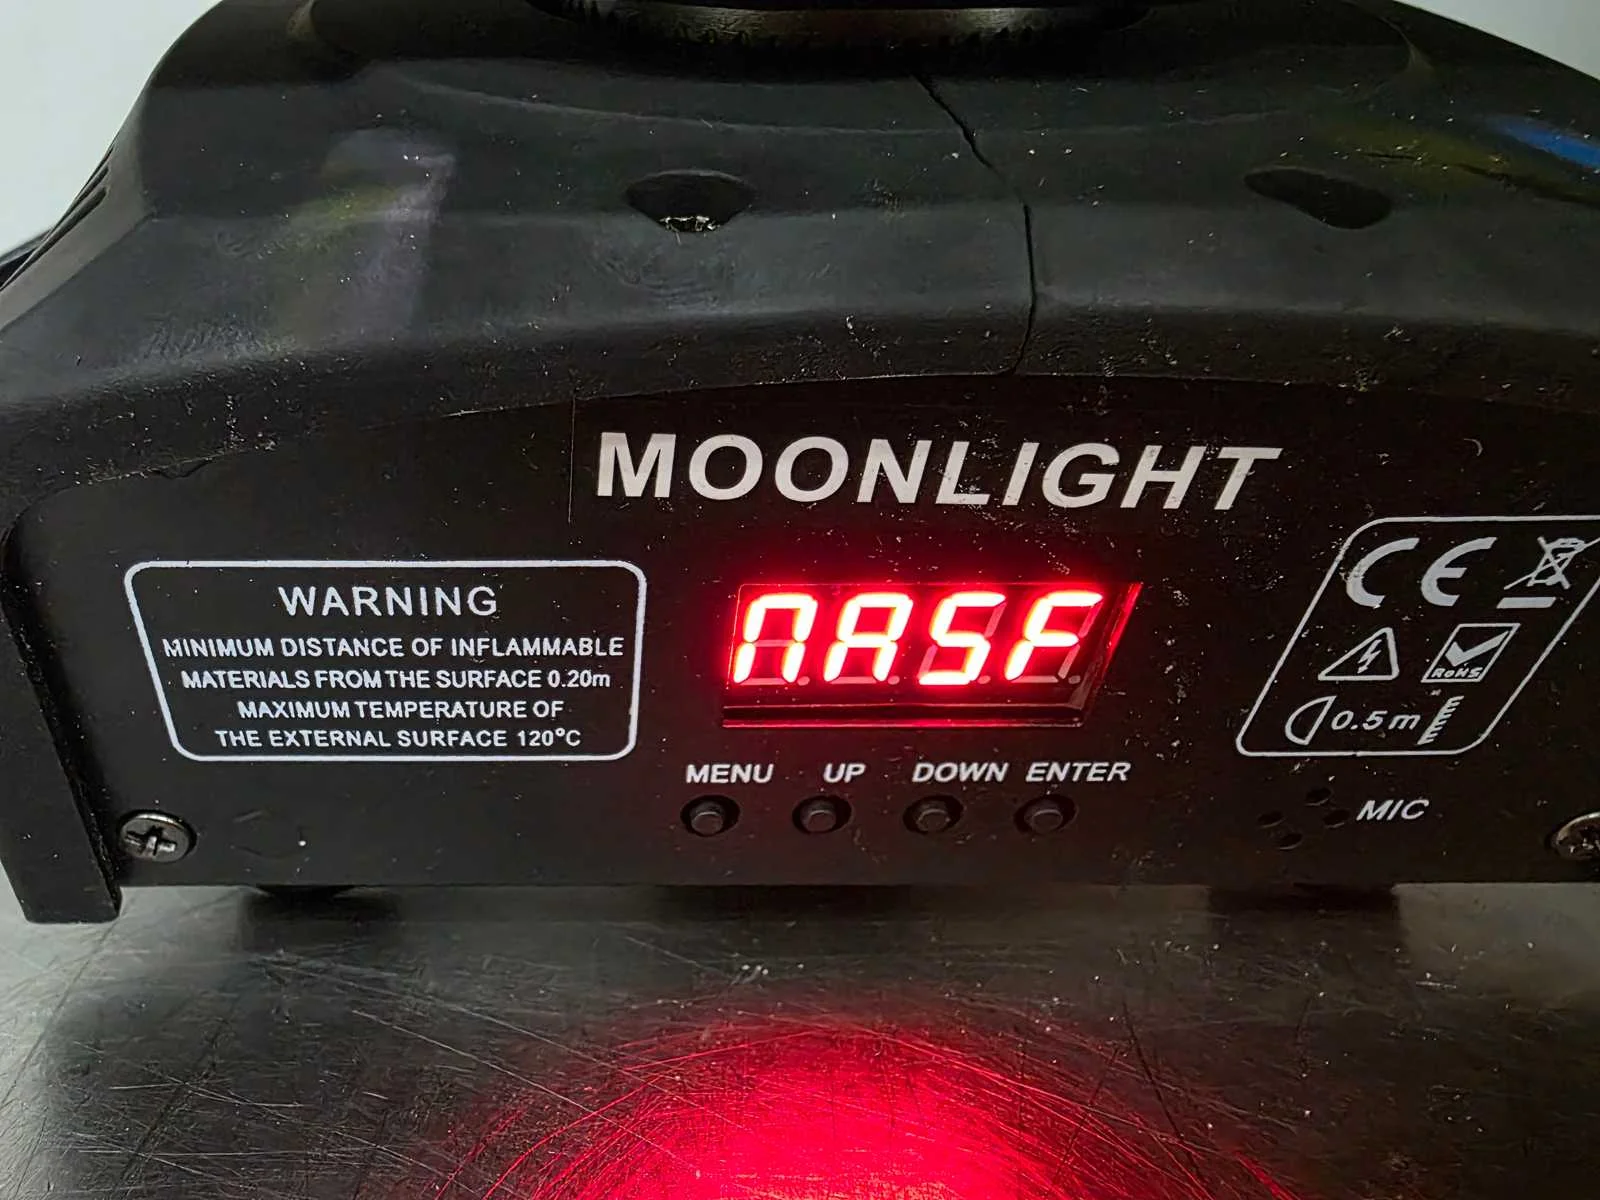 MOONLIGHT
WARNING
MINIMUM DISTANCE OF INFLAMMABLE
MATERIALS FROM THE SURFACE 0.20m
MAXIMUM TEMPERATURE OF
THE EXTERNAL SURFACE 120°C
NASF
MENU UP DOWN ENTER
CE
RoHS
0.5m
MIC